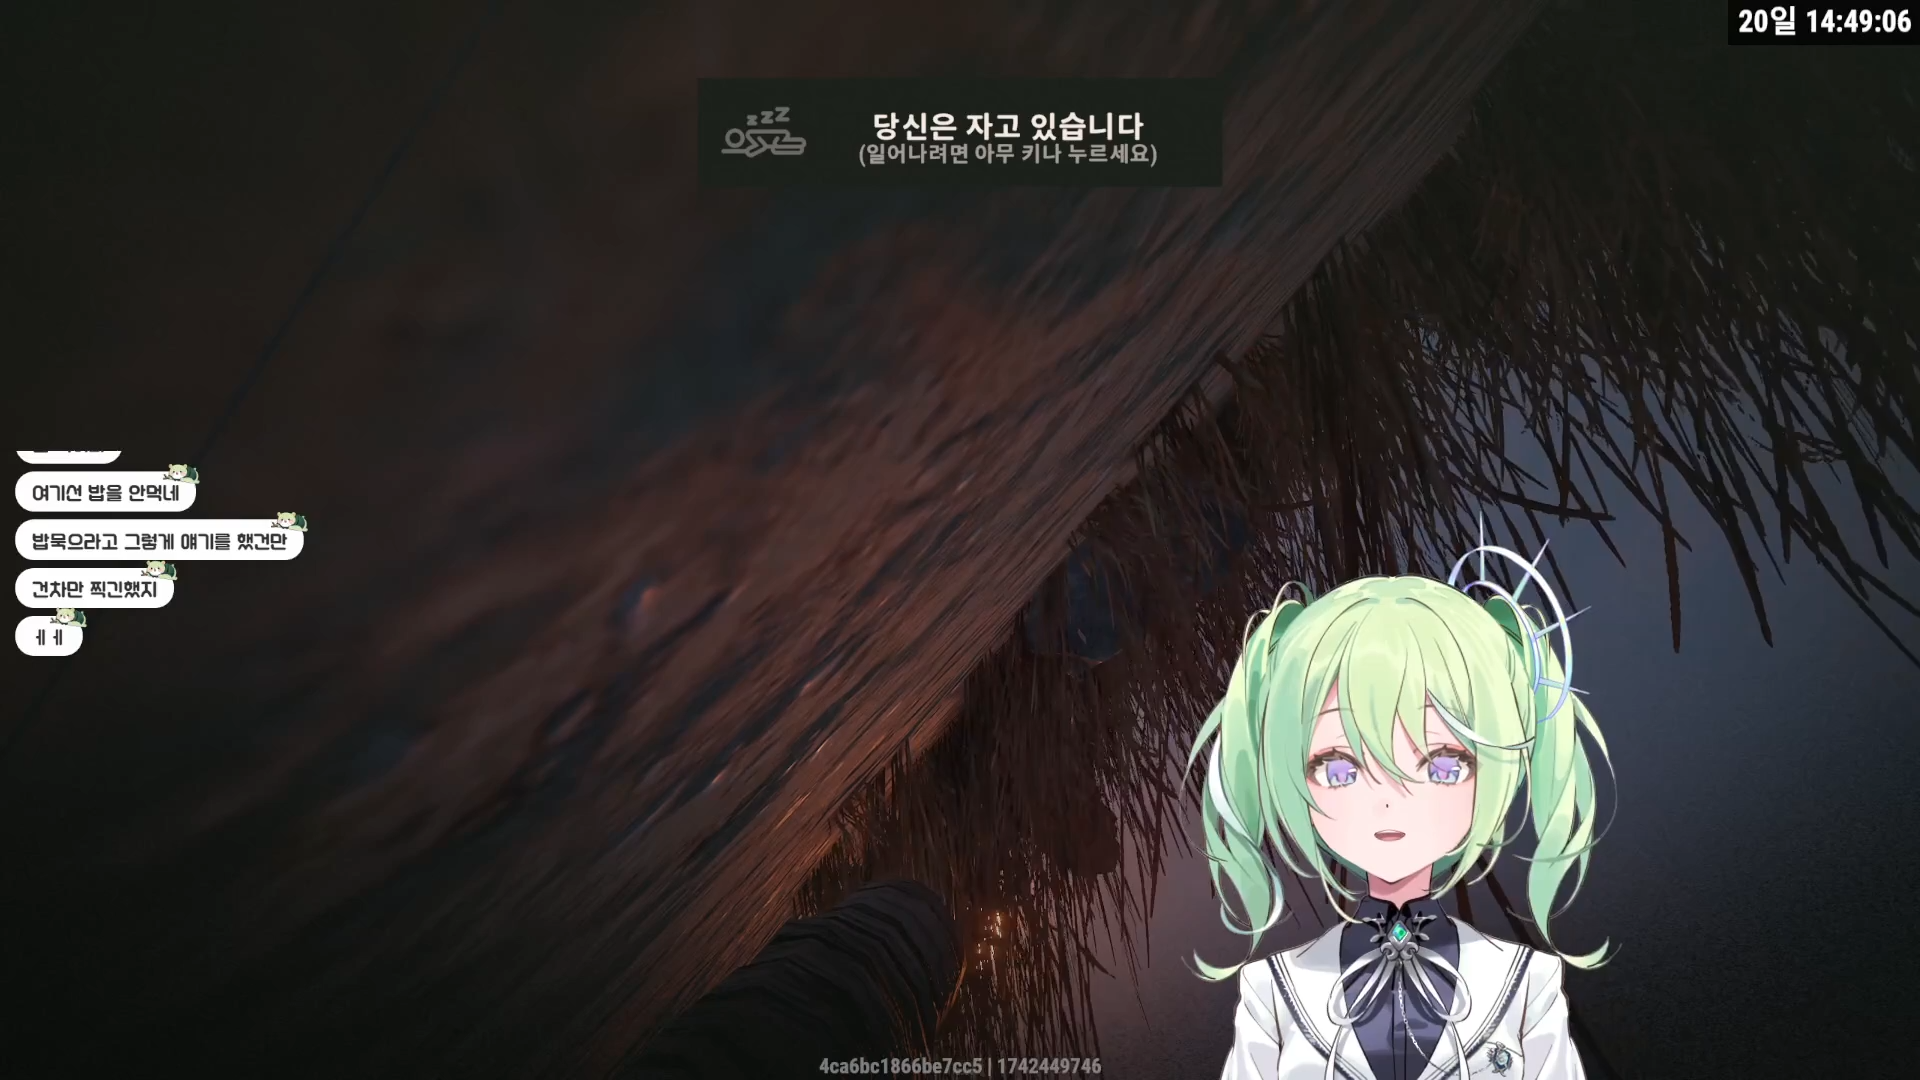 20일 14:49:06
z z Z
당신은 자고 있습니다
(일어나려면 아무 키나 누르세요)
여기선 밥을 안먹네
밥묵으라고 그렇게 얘기를 했건만
건차만 찍긴했지
ㅔㅔ
4ca6bc1866be7cc5 | 1742449746